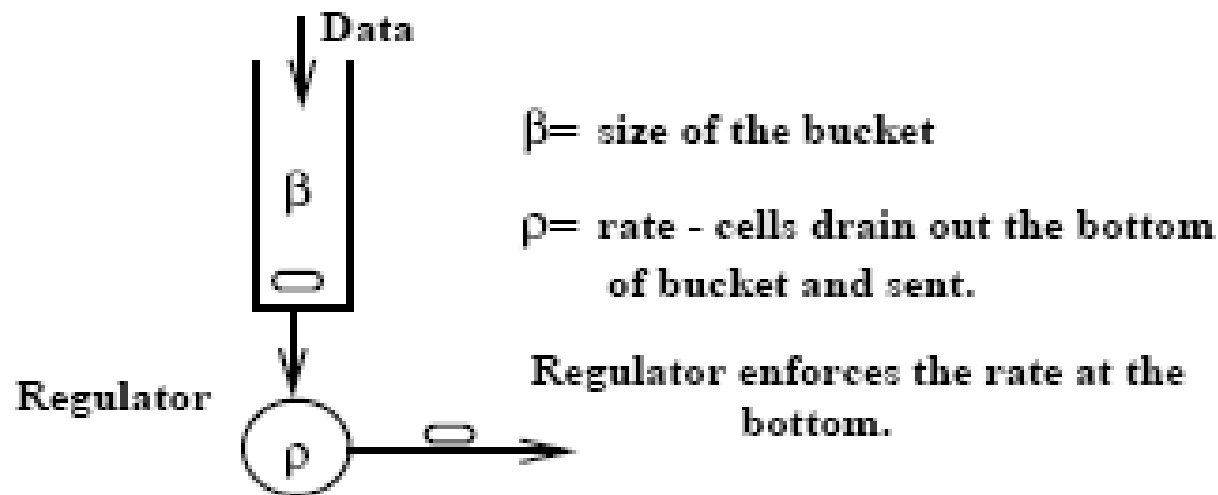 Data
β= size of the bucket
β
ρ= rate - cells drain out the bottom
of bucket and sent.
Regulator enforces the rate at the
bottom.
Regulator
ρ